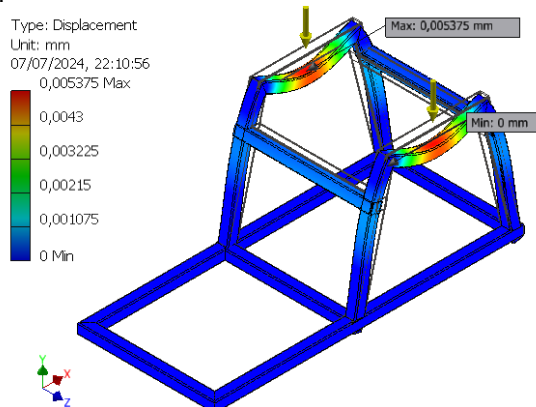 Type: Displacement
Unit: mm
07/07/2024, 22:10:56
0,005375 Max
0,0043
0,003225
0,00215
0,001075
0 Min
Max: 0,005375 mm
Min: 0 mm
Y
X
Z